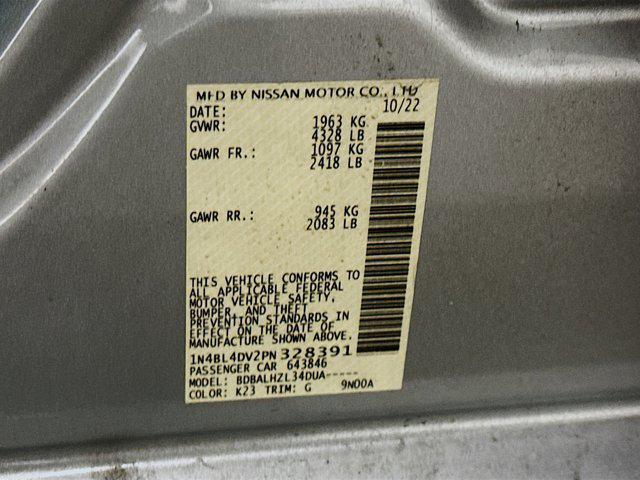 MFD BY NISSAN MOTOR CO., LTD
DATE: 10/22
GVWR: 1963 KG
4328 LB
GAWR FR.: 1097 KG
2418 LB
GAWR RR.: 945 KG
2083 LB
THIS VEHICLE CONFORMS TO
ALL APPLICABLE FEDERAL
MOTOR VEHICLE SAFETY,
BUMPER, AND THEFT
PREVENTION STANDARDS IN
EFFECT ON THE DATE OF
MANUFACTURE SHOWN ABOVE.
1N4BL4DV2PN328391
PASSENGER CAR 643846
MODEL: BDBALHZL34DUA-----
COLOR: K23 TRIM: G 9N00A